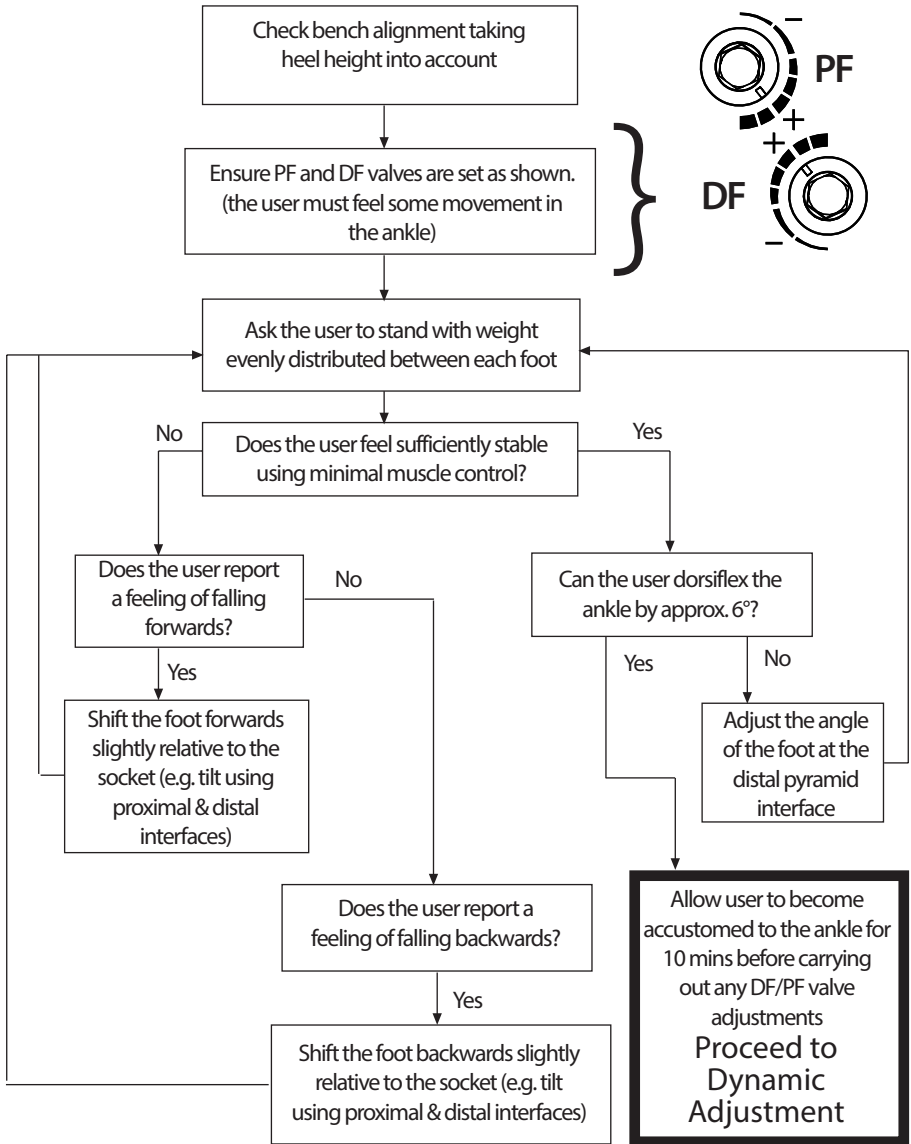 Check bench alignment taking
heel height into account
−
PF
+
+
DF
−
Ensure PF and DF valves are set as shown.
(the user must feel some movement in
the ankle)
Ask the user to stand with weight
evenly distributed between each foot
No
Does the user feel sufficiently stable
using minimal muscle control?
Yes
Does the user report
a feeling of falling
forwards?
No
Yes
Shift the foot forwards
slightly relative to the
socket (e.g. tilt using
proximal & distal
interfaces)
Does the user report a
feeling of falling backwards?
Yes
Shift the foot backwards slightly
relative to the socket (e.g. tilt
using proximal & distal interfaces)
Can the user dorsiflex the
ankle by approx. 6°?
Yes
No
Adjust the angle
of the foot at the
distal pyramid
interface
Allow user to become
accustomed to the ankle for
10 mins before carrying
out any DF/PF valve
adjustments
Proceed to
Dynamic
Adjustment